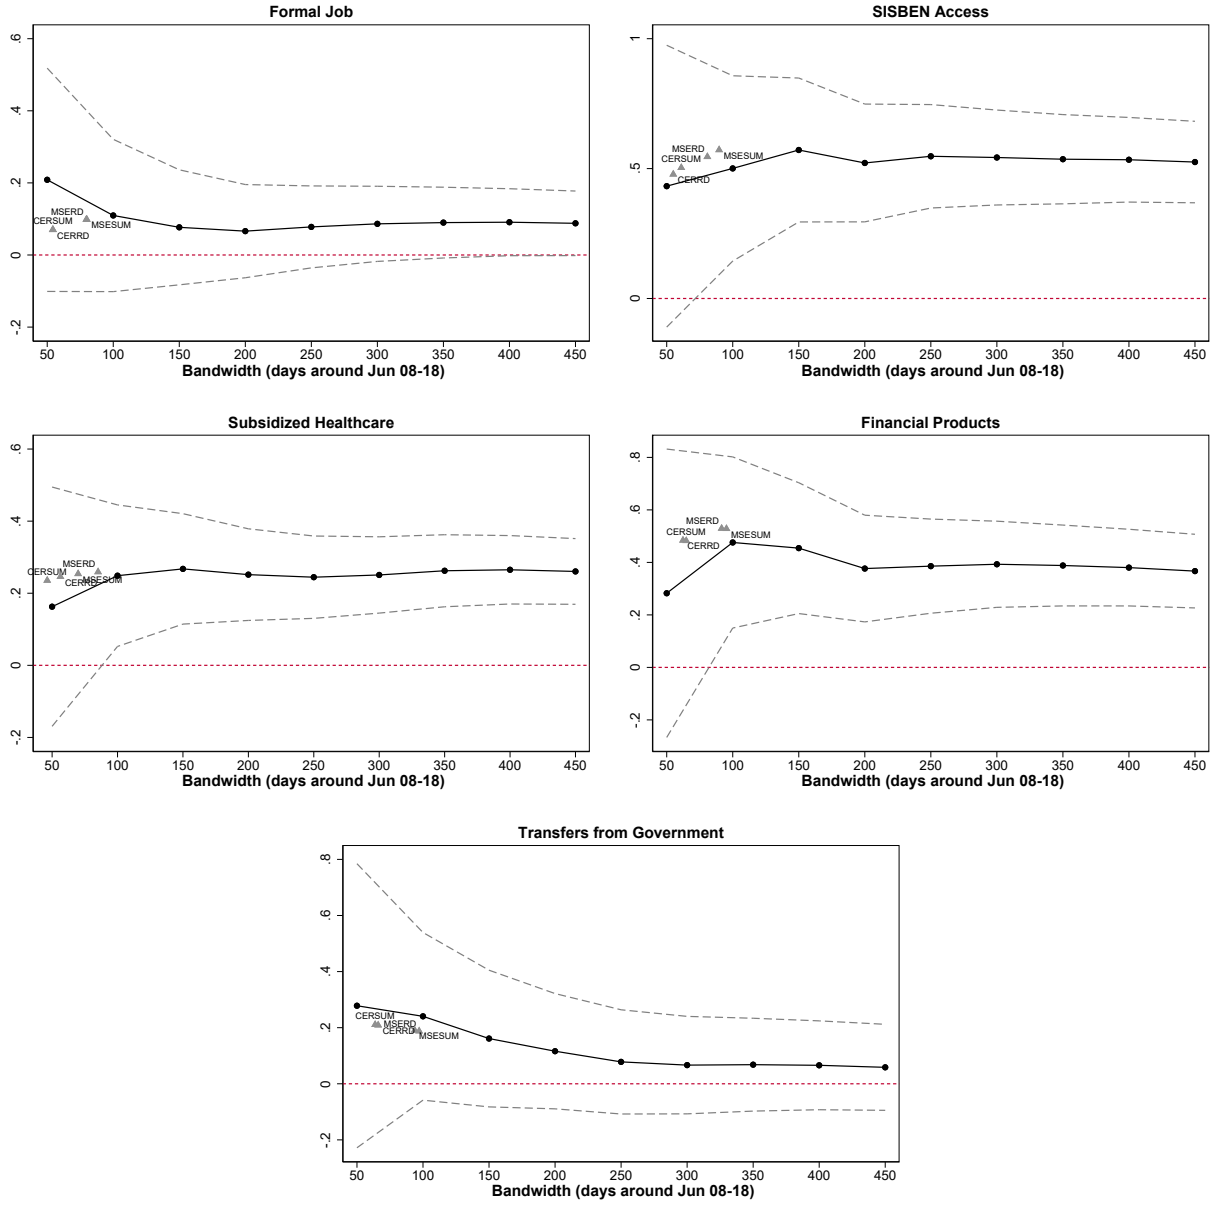 Formal Job
.6
.4
.2
0
-.2
MSERD
CERSUM
MSESUM
CERRD
50 100 150 200 250 300 350 400 450
Bandwidth (days around Jun 08-18)
SISBEN Access
1
.5
0
MSERD
MSESUM
CERSUM
CERRD
50 100 150 200 250 300 350 400 450
Bandwidth (days around Jun 08-18)
Subsidized Healthcare
.6
.4
.2
0
-.2
MSERD
CERSUM
MSESUM
CERRD
50 100 150 200 250 300 350 400 450
Bandwidth (days around Jun 08-18)
Financial Products
.8
.6
.4
.2
0
-.2
MSERD
CERSUM
MSESUM
CERRD
50 100 150 200 250 300 350 400 450
Bandwidth (days around Jun 08-18)
Transfers from Government
.8
.6
.4
.2
0
-.2
CERSUM
MSERD
CERRD
MSESUM
50 100 150 200 250 300 350 400 450
Bandwidth (days around Jun 08-18)